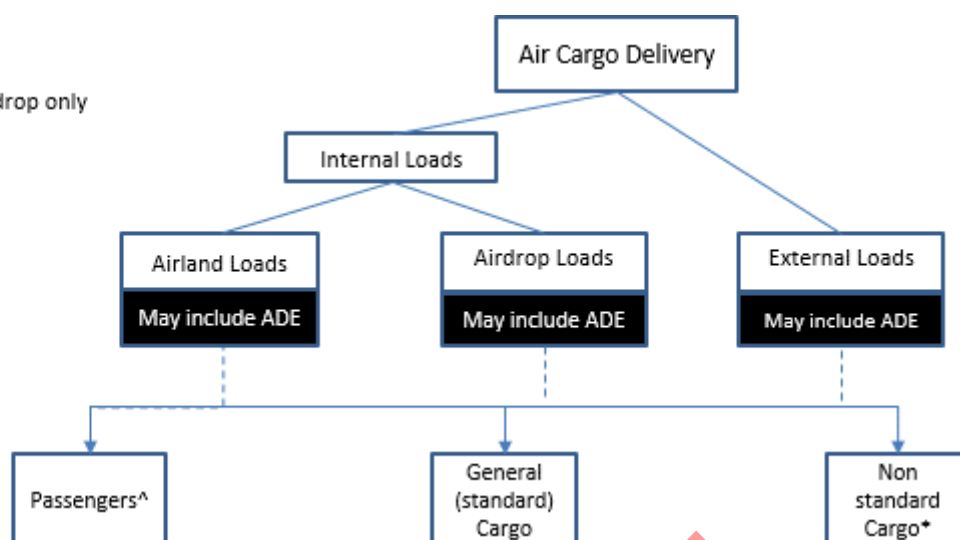 Air Cargo Delivery
drop only
Internal Loads
Airland Loads
Airdrop Loads
External Loads
May include ADE
May include ADE
May include ADE
Passengers^
General
(standard)
Cargo
Non
standard
Cargo*